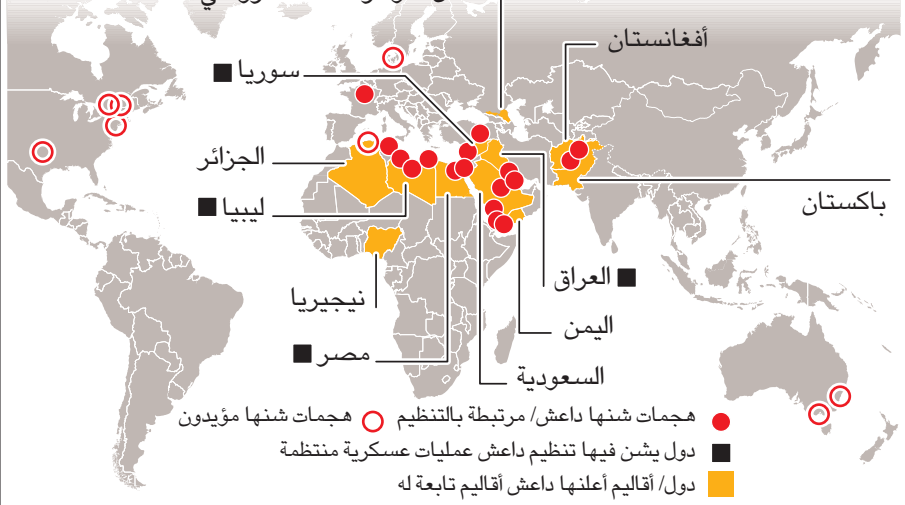 أفغانستان
سوريا
الجزائر
باكستان
ليبيا
العراق
نيجيريا
اليمن
مصر
السعودية
هجمات شنها داعش/ مرتبطة بالتنظيم
هجمات شنها مؤيدون
دول يشن فيها تنظيم داعش عمليات عسكرية منتظمة
دول/ أقاليم أعلنها داعش أقاليم تابعة له